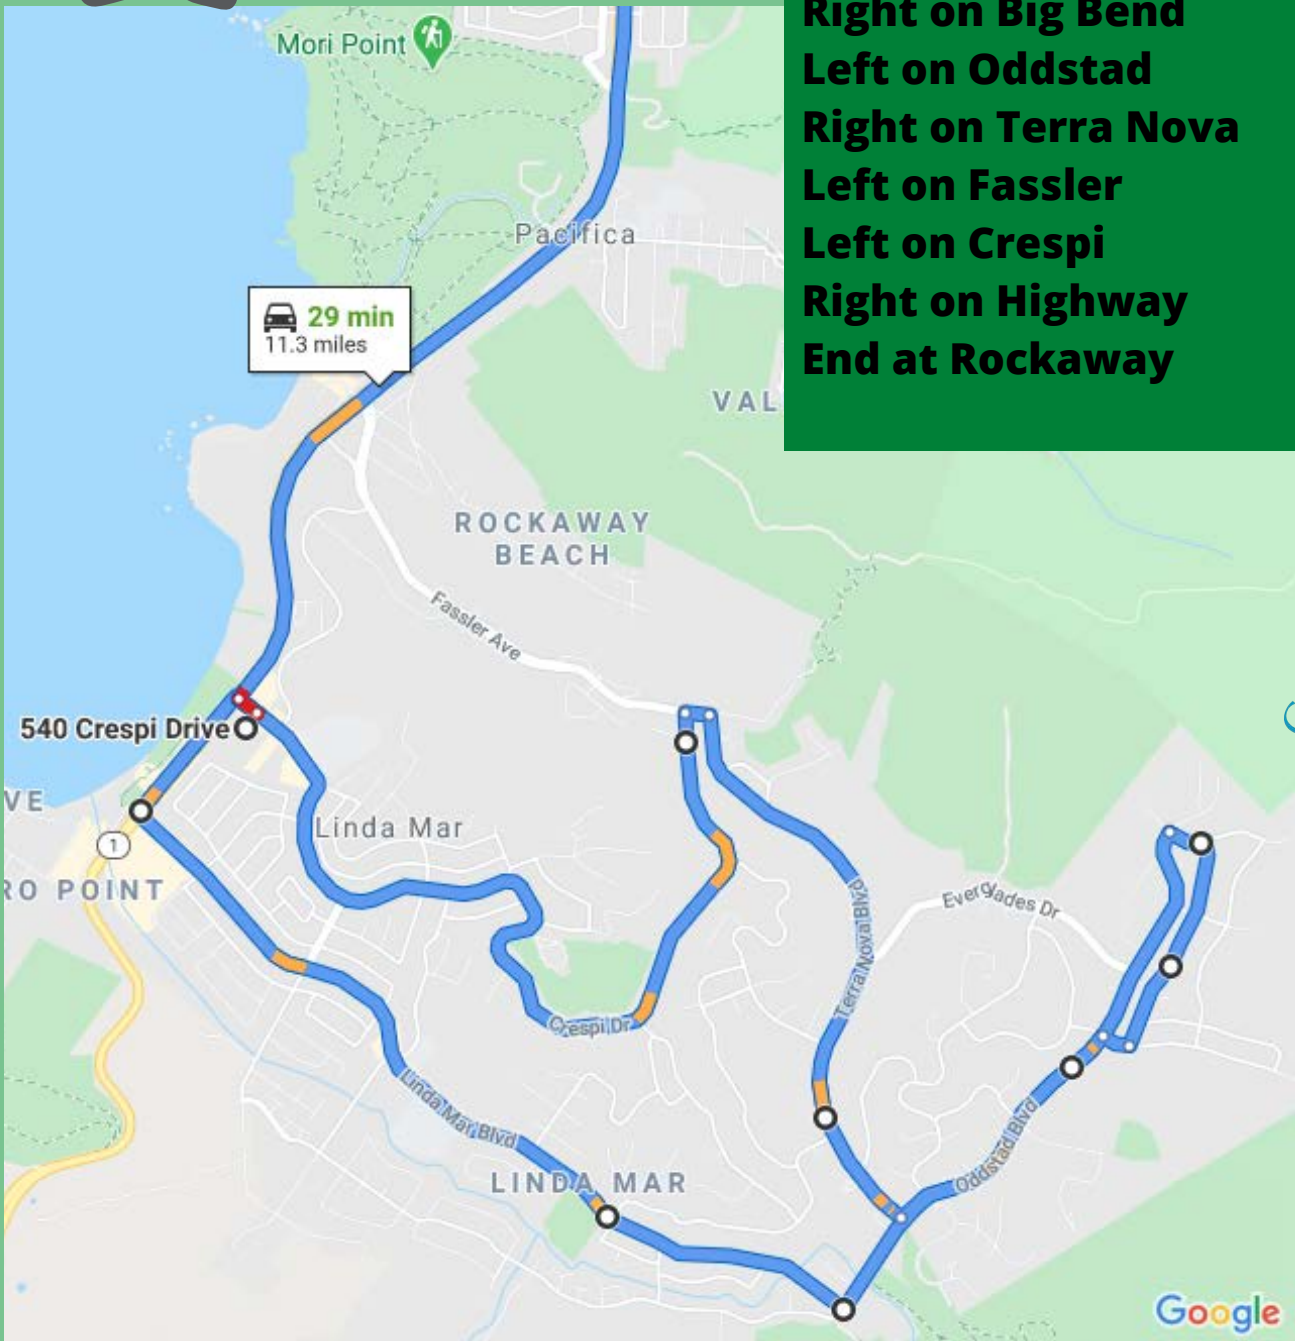 Right on Big Bend
Left on Oddstad
Right on Terra Nova
Left on Fassler
Left on Crespi
Right on Highway
End at Rockaway
Mori Point
Pacifica
29 min
11.3 miles
VAL
ROCKAWAY
BEACH
Fassler Ave
540 Crespi Drive
VE
Linda Mar
1
RO POINT
Everglades Dr
Terra Nova Blvd
Crespi Dr
Linda Mar Blvd
Oddstad Blvd
LINDA MAR
Google